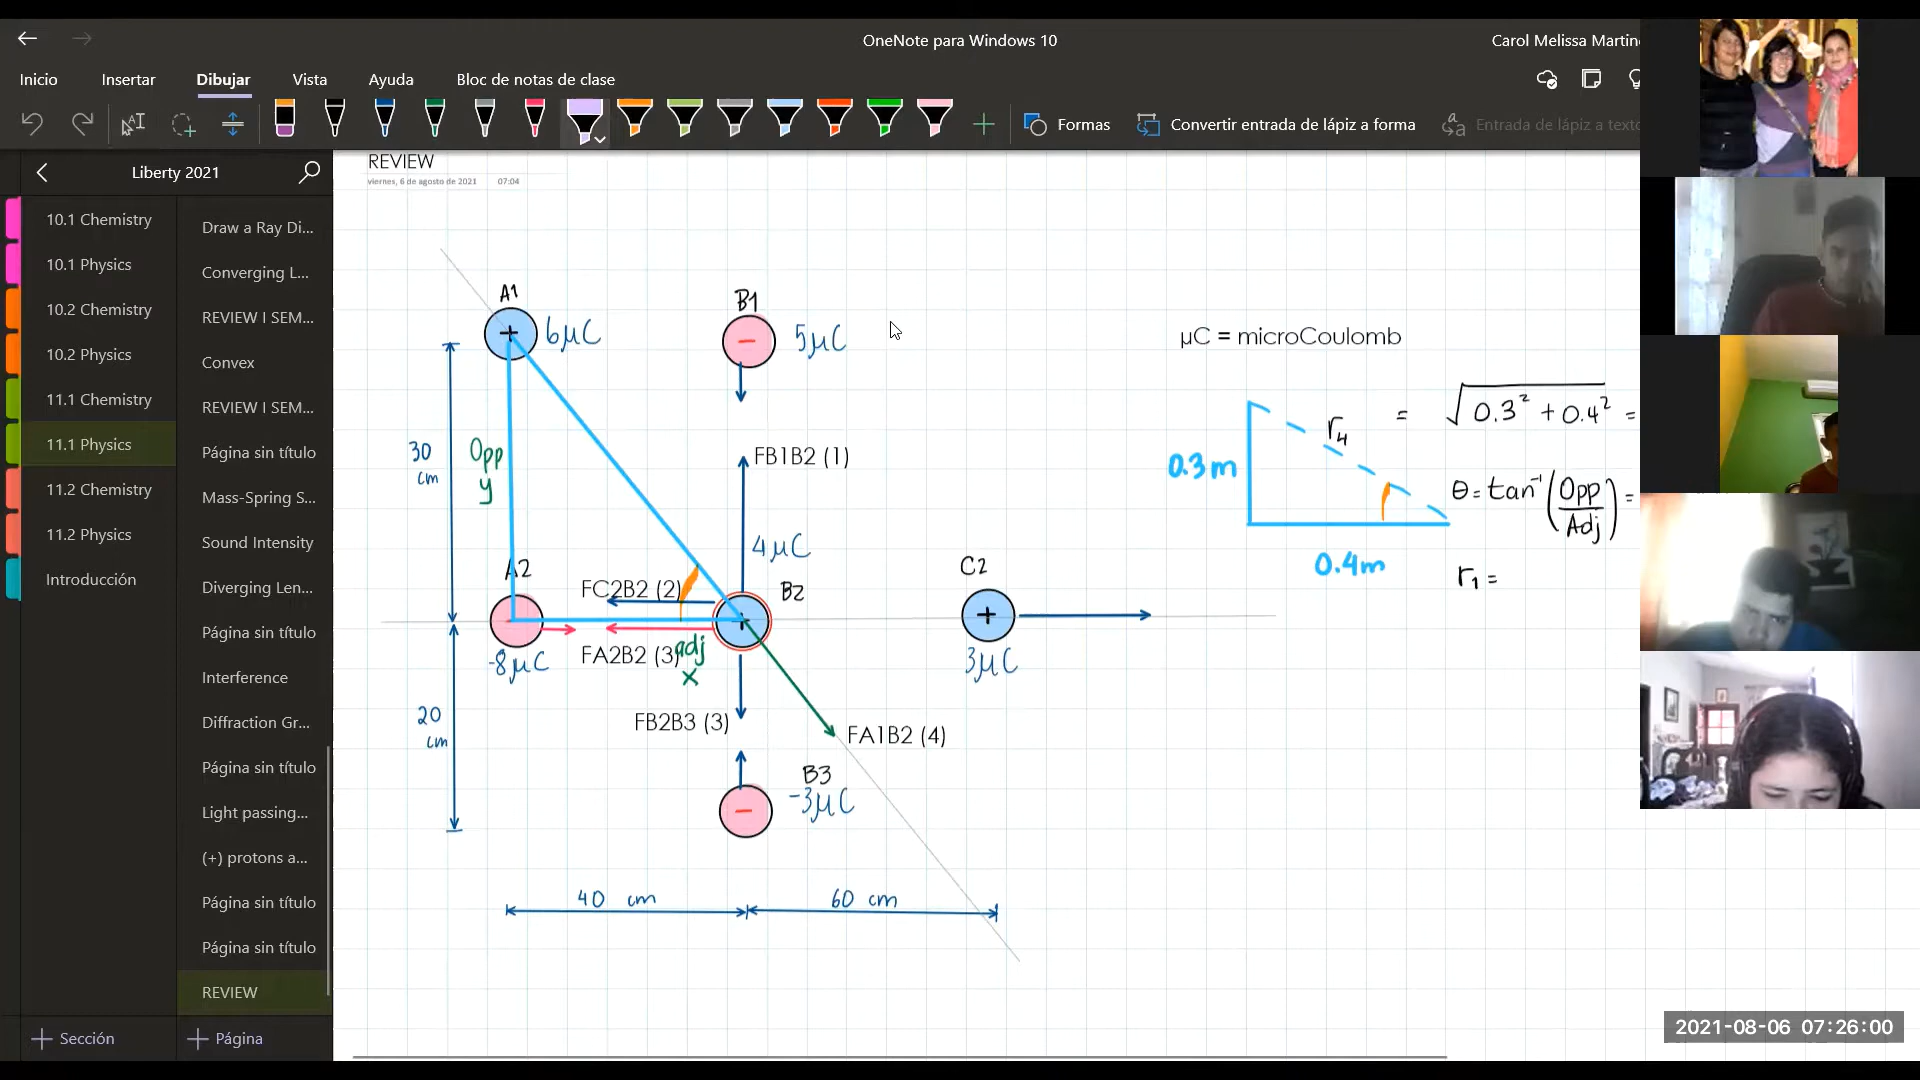 OneNote para Windows 10
Carol Melissa Martin
Inicio
Insertar
Dibujar
Vista
Ayuda
Bloc de notas de clase
Formas
Convertir entrada de lápiz a forma
Entrada de lápiz a texto
Liberty 2021
10.1 Chemistry
10.1 Physics
10.2 Chemistry
10.2 Physics
11.1 Chemistry
11.1 Physics
11.2 Chemistry
11.2 Physics
Introducción
Sección
Draw a Ray Di...
Converging L...
REVIEW I SEM...
Convex
REVIEW I SEM...
Página sin título
Mass-Spring S...
Sound Intensity
Diverging Len...
Página sin título
Interference
Diffraction Gr...
Página sin título
Light passing...
(+) protons a...
Página sin título
Página sin título
REVIEW
Página
REVIEW
viernes, 6 de agosto de 2021 07:04
A1
+ 6μC
B1
− 5μC
30 cm
Opp y
FB1B2 (1)
4μC
A2
FC2B2 (2)
B2
+
C2
+
-8μC
FA2B2 (3)
adj x
3μC
20 cm
FB2B3 (3)
FA1B2 (4)
B3
-3μC
−
40 cm
60 cm
μC = microCoulomb
r₄ = √0.3² + 0.4² =
0.3m
θ = tan⁻¹(Opp/Adj) =
0.4m
r₁ =
2021-08-06 07:26:00